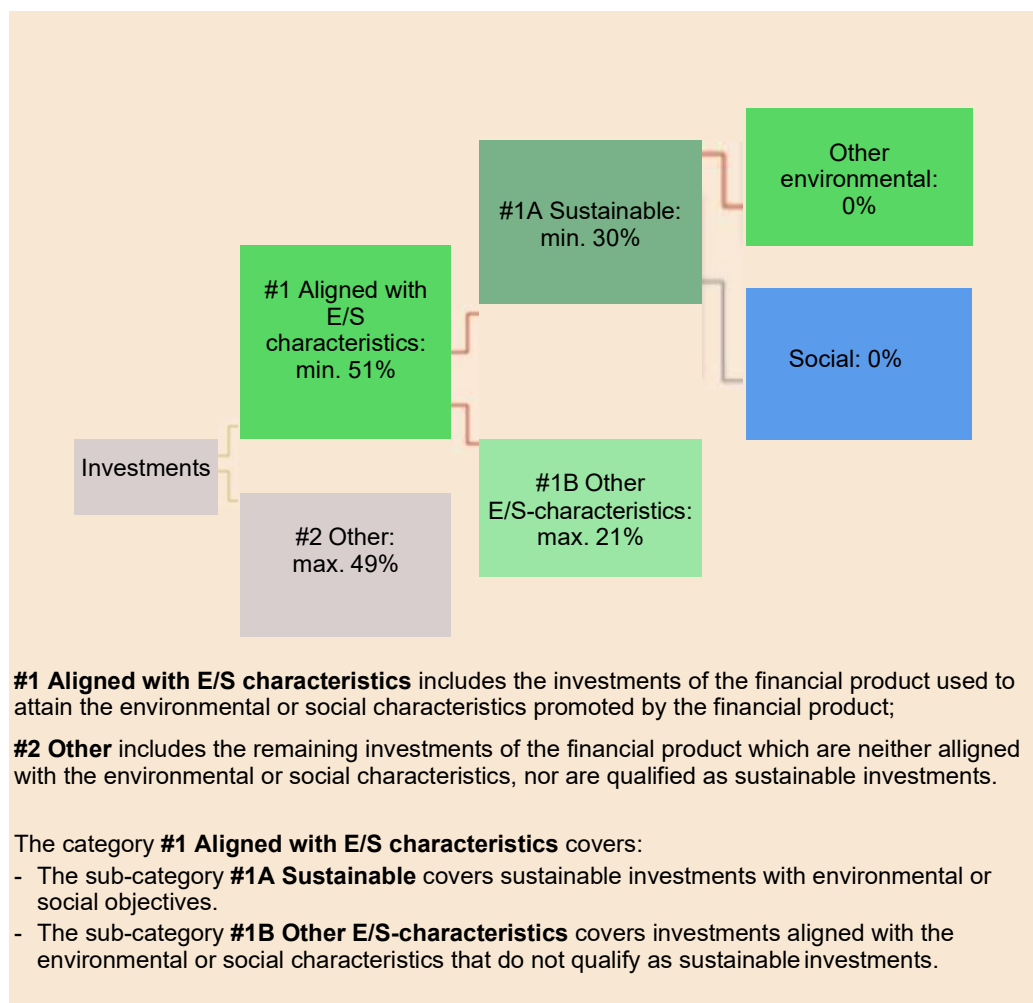 Other
environmental:
0%
#1A Sustainable:
min. 30%
#1 Aligned with
E/S
characteristics:
min. 51%
Social: 0%
Investments
#1B Other
E/S-characteristics:
max. 21%
#2 Other:
max. 49%
#1 Aligned with E/S characteristics includes the investments of the financial product used to
attain the environmental or social characteristics promoted by the financial product;
#2 Other includes the remaining investments of the financial product which are neither alligned
with the environmental or social characteristics, nor are qualified as sustainable investments.
The category #1 Aligned with E/S characteristics covers:
- The sub-category #1A Sustainable covers sustainable investments with environmental or
social objectives.
- The sub-category #1B Other E/S-characteristics covers investments aligned with the
environmental or social characteristics that do not qualify as sustainable investments.